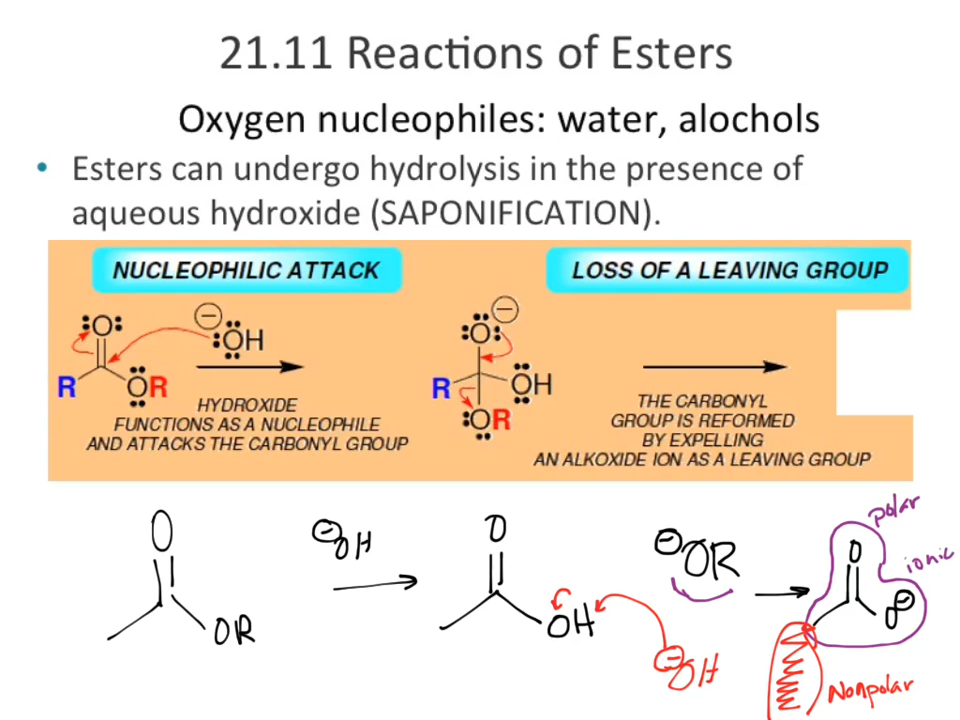 21.11 Reactions of Esters
Oxygen nucleophiles: water, alochols
• Esters can undergo hydrolysis in the presence of
aqueous hydroxide (SAPONIFICATION).
NUCLEOPHILIC ATTACK
LOSS OF A LEAVING GROUP
:O:
⊖
:OH
R
OR
HYDROXIDE
FUNCTIONS AS A NUCLEOPHILE
AND ATTACKS THE CARBONYL GROUP
⊖
:O:
R
OH
:OR
THE CARBONYL
GROUP IS REFORMED
BY EXPELLING
AN ALKOXIDE ION AS A LEAVING GROUP
O
OR
⊖OH
O
OH
⊖OR
⊖OH
polar
ionic
O
O⊖
Nonpolar